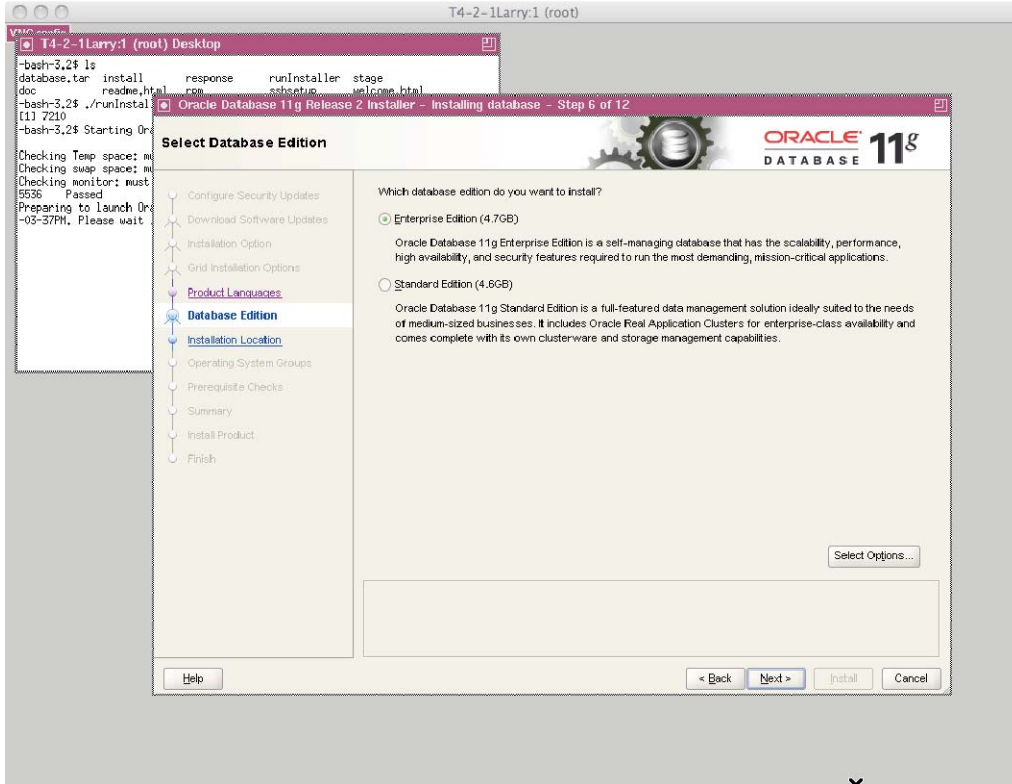 T4-2-1Larry:1 (root)
T4-2-1Larry:1 (root) Desktop
-bash-3.2$ ls
database.tar install response runInstaller stage
doc readme.html rpm sshsetup welcome.html
-bash-3.2$ ./runInstal
[1] 7210
-bash-3.2$ Starting Ora
Checking Temp space: mu
Checking swap space: mu
Checking monitor: must
5536 Passed
Preparing to launch Ora
-03-37PM. Please wait .
Oracle Database 11g Release 2 Installer - Installing database - Step 6 of 12
Select Database Edition
ORACLE
DATABASE 11g
Configure Security Updates
Download Software Updates
Installation Option
Grid Installation Options
Product Languages
Database Edition
Installation Location
Operating System Groups
Prerequisite Checks
Summary
Install Product
Finish
Which database edition do you want to install?
Enterprise Edition (4.7GB)
Oracle Database 11g Enterprise Edition is a self-managing database that has the scalability, performance,
high availability, and security features required to run the most demanding, mission-critical applications.
Standard Edition (4.6GB)
Oracle Database 11g Standard Edition is a full-featured data management solution ideally suited to the needs
of medium-sized businesses. It includes Oracle Real Application Clusters for enterprise-class availability and
comes complete with its own clusterware and storage management capabilities.
Select Options...
Help
< Back
Next >
Install
Cancel